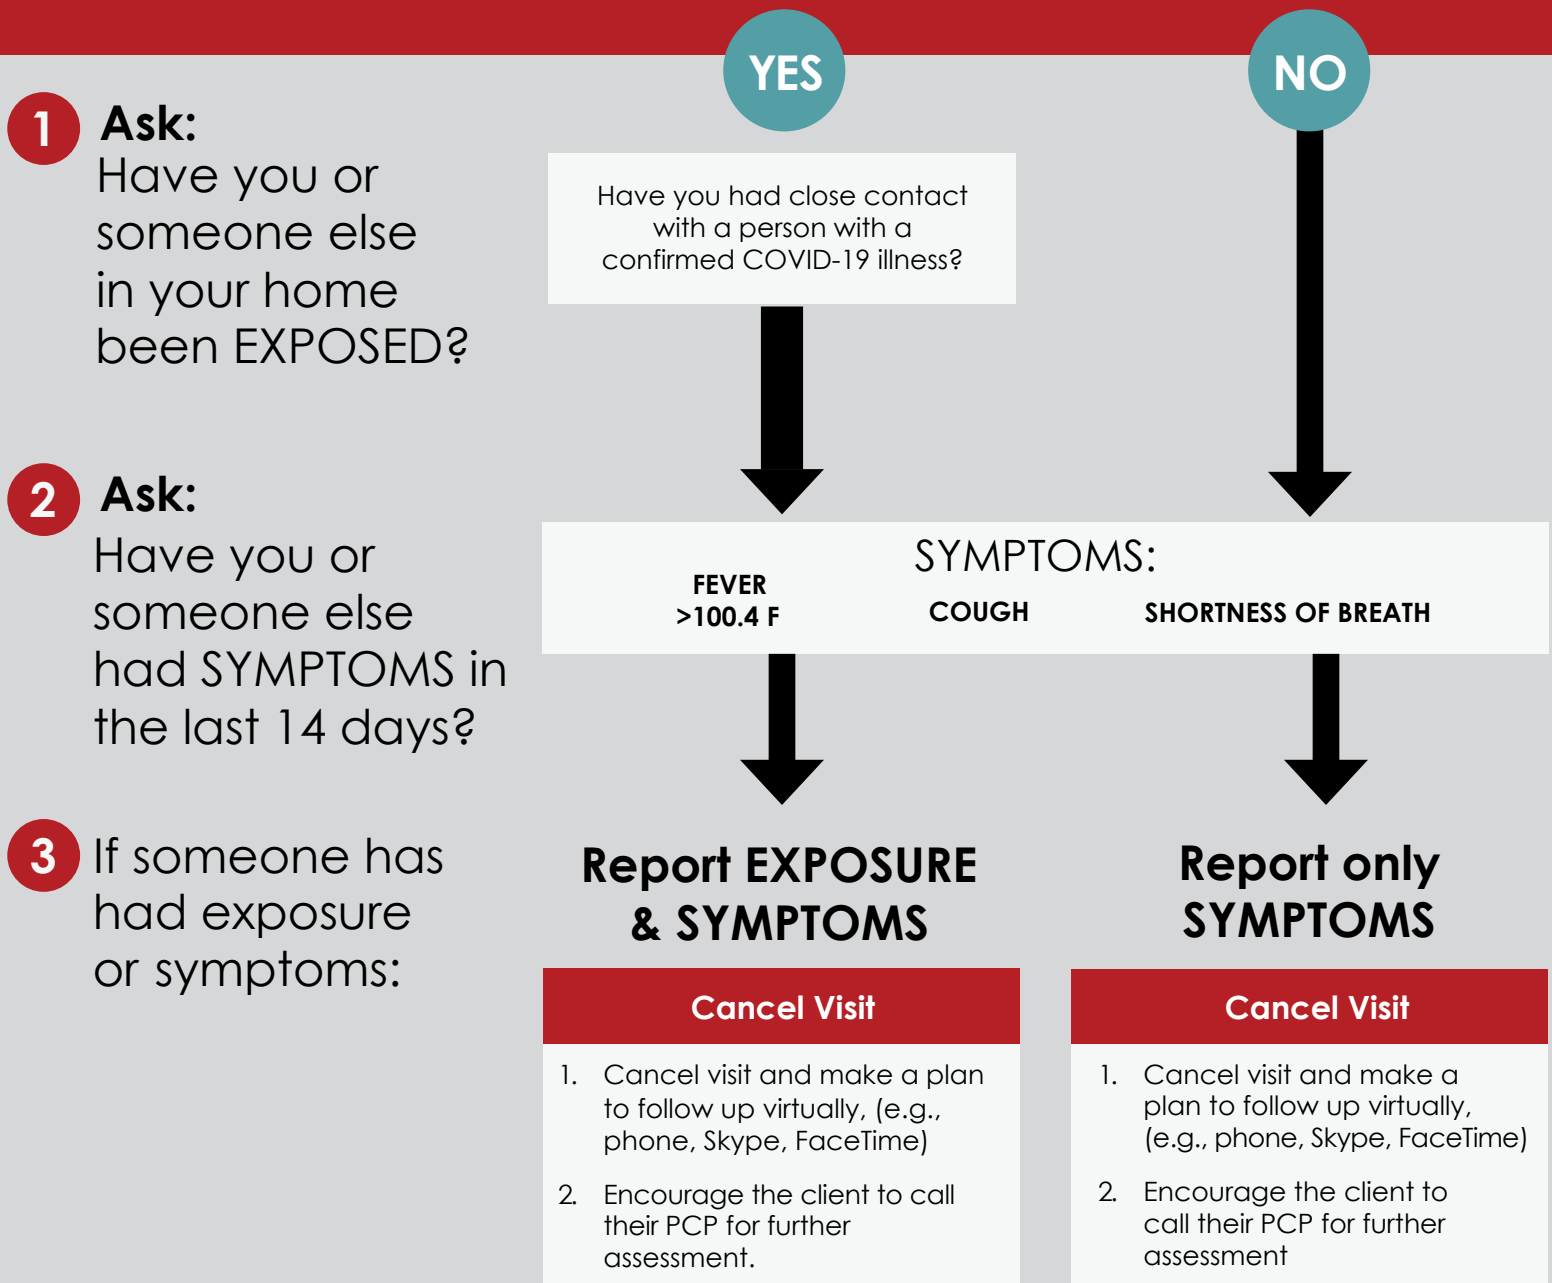 YES
NO
1
Ask:
Have you or
someone else
in your home
been EXPOSED?
Have you had close contact
with a person with a
confirmed COVID-19 illness?
2
Ask:
Have you or
someone else
had SYMPTOMS in
the last 14 days?
SYMPTOMS:
FEVER
>100.4 F
COUGH
SHORTNESS OF BREATH
3
If someone has
had exposure
or symptoms:
Report EXPOSURE
& SYMPTOMS
Cancel Visit
1. Cancel visit and make a plan
to follow up virtually, (e.g.,
phone, Skype, FaceTime)
2. Encourage the client to call
their PCP for further
assessment.
Report only
SYMPTOMS
Cancel Visit
1. Cancel visit and make a
plan to follow up virtually,
(e.g., phone, Skype, FaceTime)
2. Encourage the client to
call their PCP for further
assessment